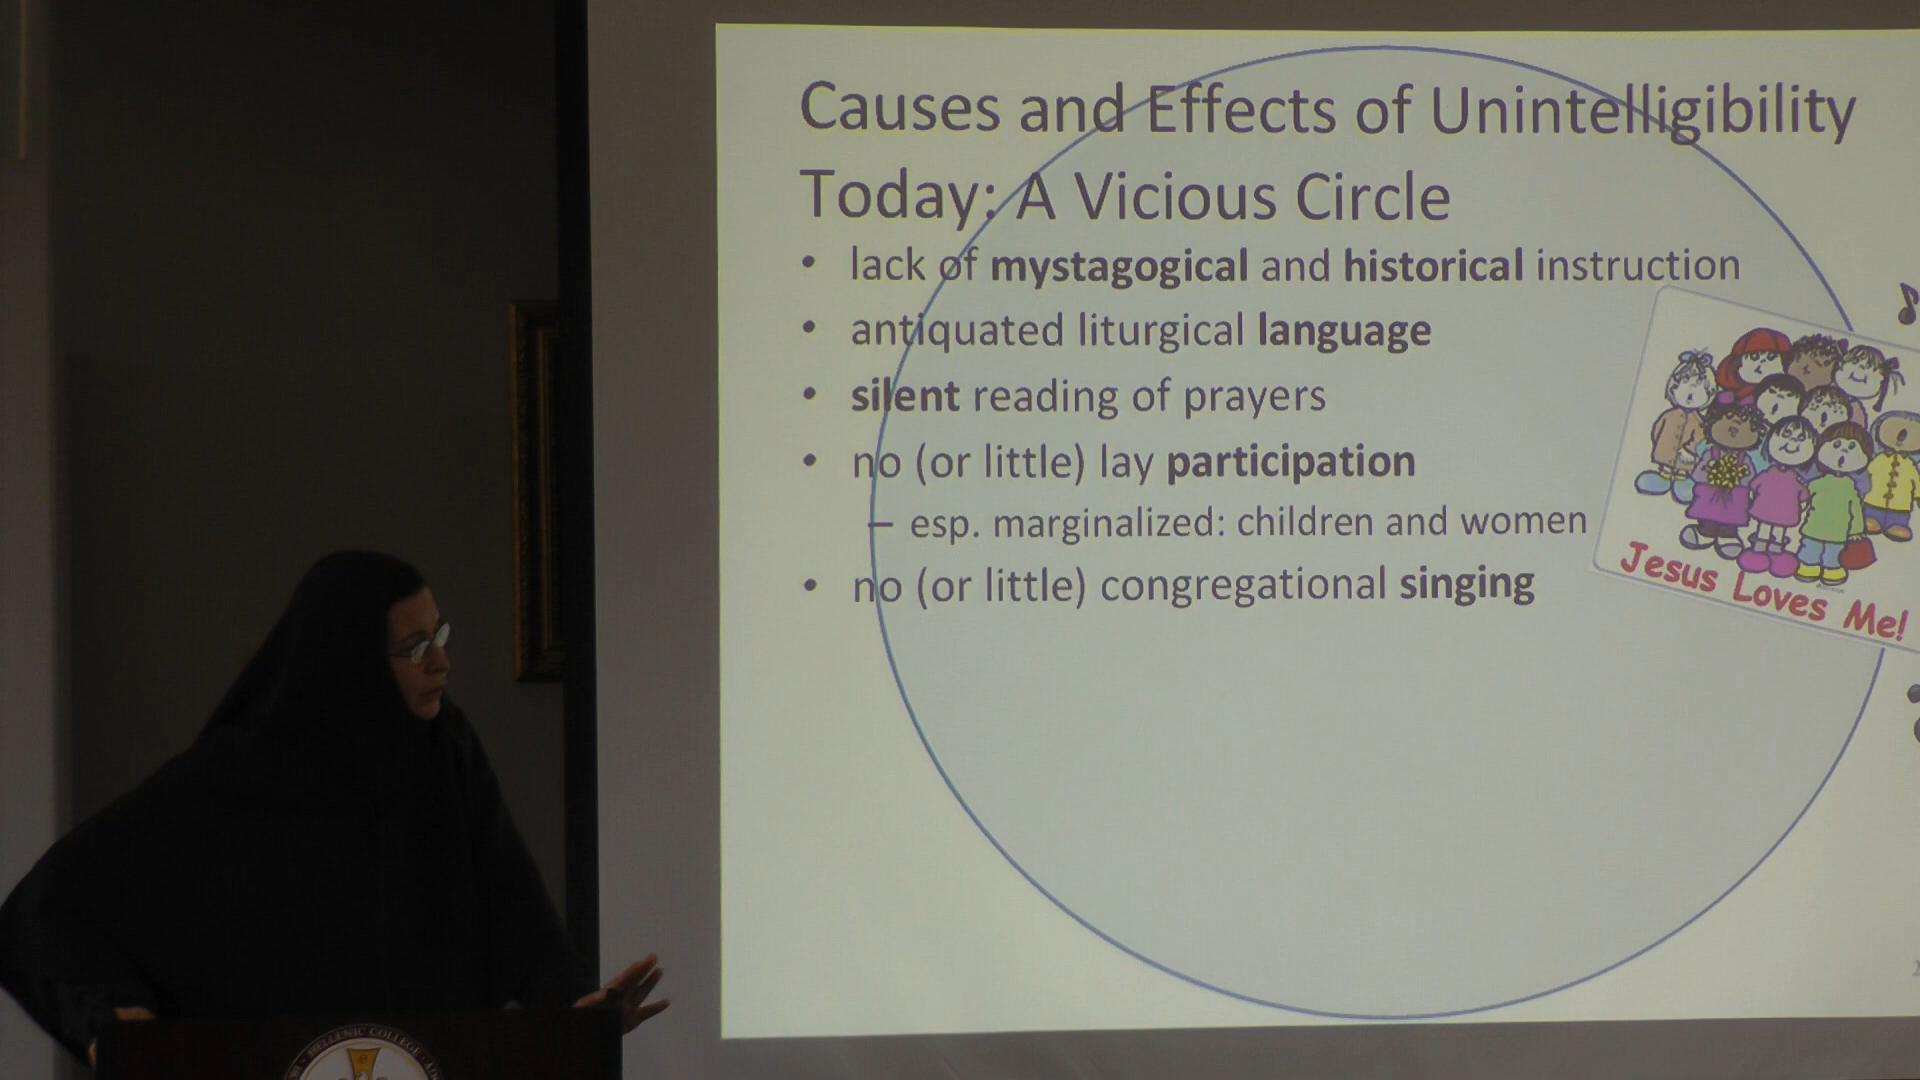 Causes and Effects of Unintelligibility
Today: A Vicious Circle
• lack of mystagogical and historical instruction
• antiquated liturgical language
• silent reading of prayers
• no (or little) lay participation
– esp. marginalized: children and women
• no (or little) congregational singing
Jesus Loves Me!
HELLENIC COLLEGE